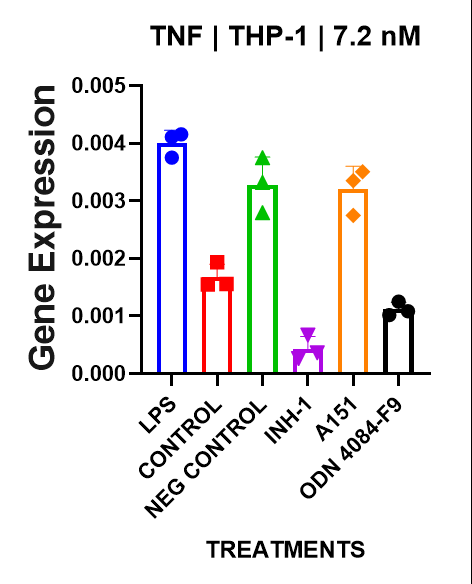 TNF | THP-1 | 7.2 nM
Gene Expression
0.005
0.004
0.003
0.002
0.001
0.000
LPS
CONTROL
NEG CONTROL
INH-1
A151
ODN 4084-F9
TREATMENTS